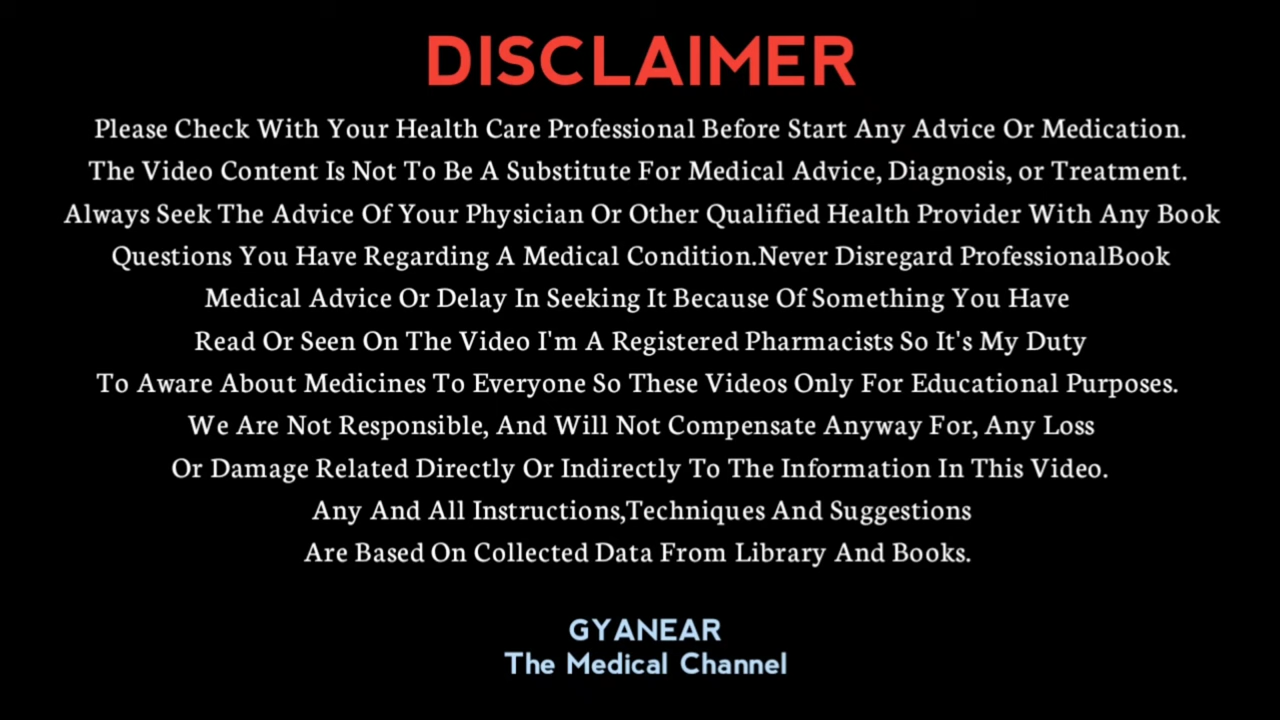 DISCLAIMER
Please Check With Your Health Care Professional Before Start Any Advice Or Medication.
The Video Content Is Not To Be A Substitute For Medical Advice, Diagnosis, or Treatment.
Always Seek The Advice Of Your Physician Or Other Qualified Health Provider With Any Book
Questions You Have Regarding A Medical Condition.Never Disregard ProfessionalBook
Medical Advice Or Delay In Seeking It Because Of Something You Have
Read Or Seen On The Video I'm A Registered Pharmacists So It's My Duty
To Aware About Medicines To Everyone So These Videos Only For Educational Purposes.
We Are Not Responsible, And Will Not Compensate Anyway For, Any Loss
Or Damage Related Directly Or Indirectly To The Information In This Video.
Any And All Instructions,Techniques And Suggestions
Are Based On Collected Data From Library And Books.
GYANEAR
The Medical Channel